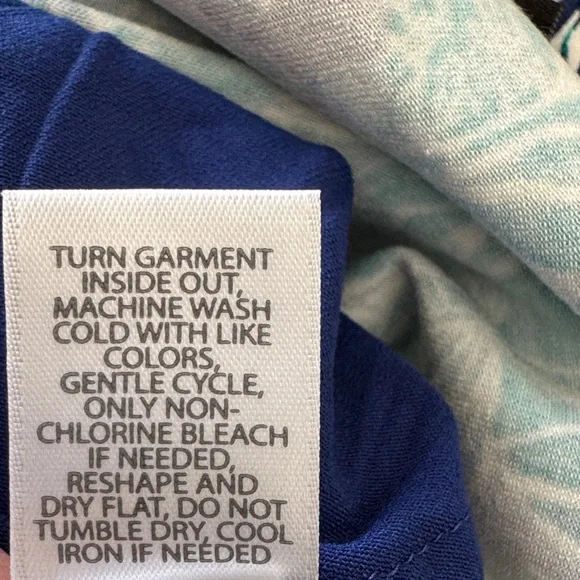 TURN GARMENT
INSIDE OUT,
MACHINE WASH
COLD WITH LIKE
COLORS,
GENTLE CYCLE,
ONLY NON-
CHLORINE BLEACH
IF NEEDED,
RESHAPE AND
DRY FLAT, DO NOT
TUMBLE DRY, COOL
IRON IF NEEDED